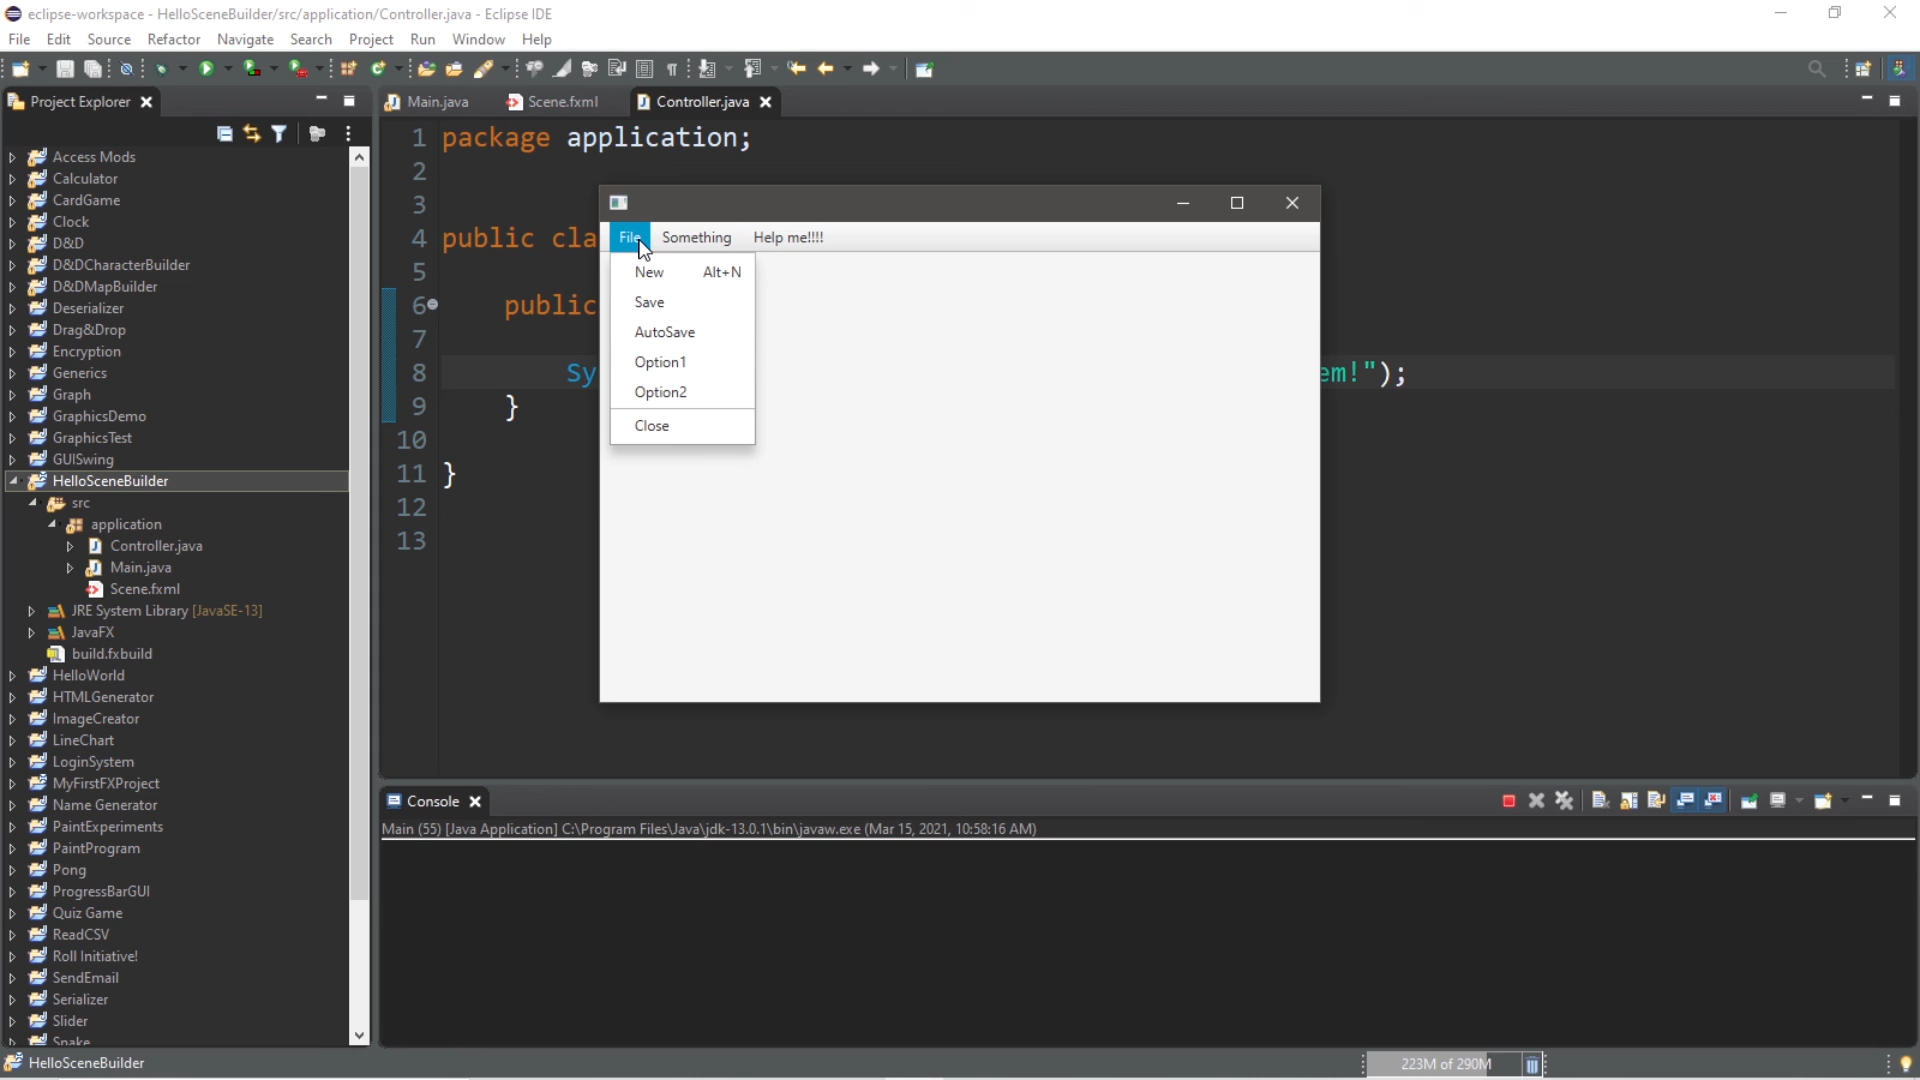 eclipse-workspace - HelloSceneBuilder/src/application/Controller.java - Eclipse IDE
File Edit Source Refactor Navigate Search Project Run Window Help
Project Explorer
Access Mods
Calculator
CardGame
Clock
D&D
D&DCharacterBuilder
D&DMapBuilder
Deserializer
Drag&Drop
Encryption
Generics
Graph
GraphicsDemo
GraphicsTest
GUISwing
HelloSceneBuilder
src
application
Controller.java
Main.java
Scene.fxml
JRE System Library [JavaSE-13]
JavaFX
build.fxbuild
HelloWorld
HTMLGenerator
ImageCreator
LineChart
LoginSystem
MyFirstFXProject
Name Generator
PaintExperiments
PaintProgram
Pong
ProgressBarGUI
Quiz Game
ReadCSV
Roll Initiative!
SendEmail
Serializer
Slider
Snake
Main.java Scene.fxml Controller.java
1 package application;
2
3
4 public cla
5
6 public
7
8 Sy em!");
9 }
10
11 }
12
13
File Something Help me!!!!
New Alt+N
Save
AutoSave
Option1
Option2
Close
Console
Main (55) [Java Application] C:\Program Files\Java\jdk-13.0.1\bin\javaw.exe (Mar 15, 2021, 10:58:16 AM)
HelloSceneBuilder
223M of 290M